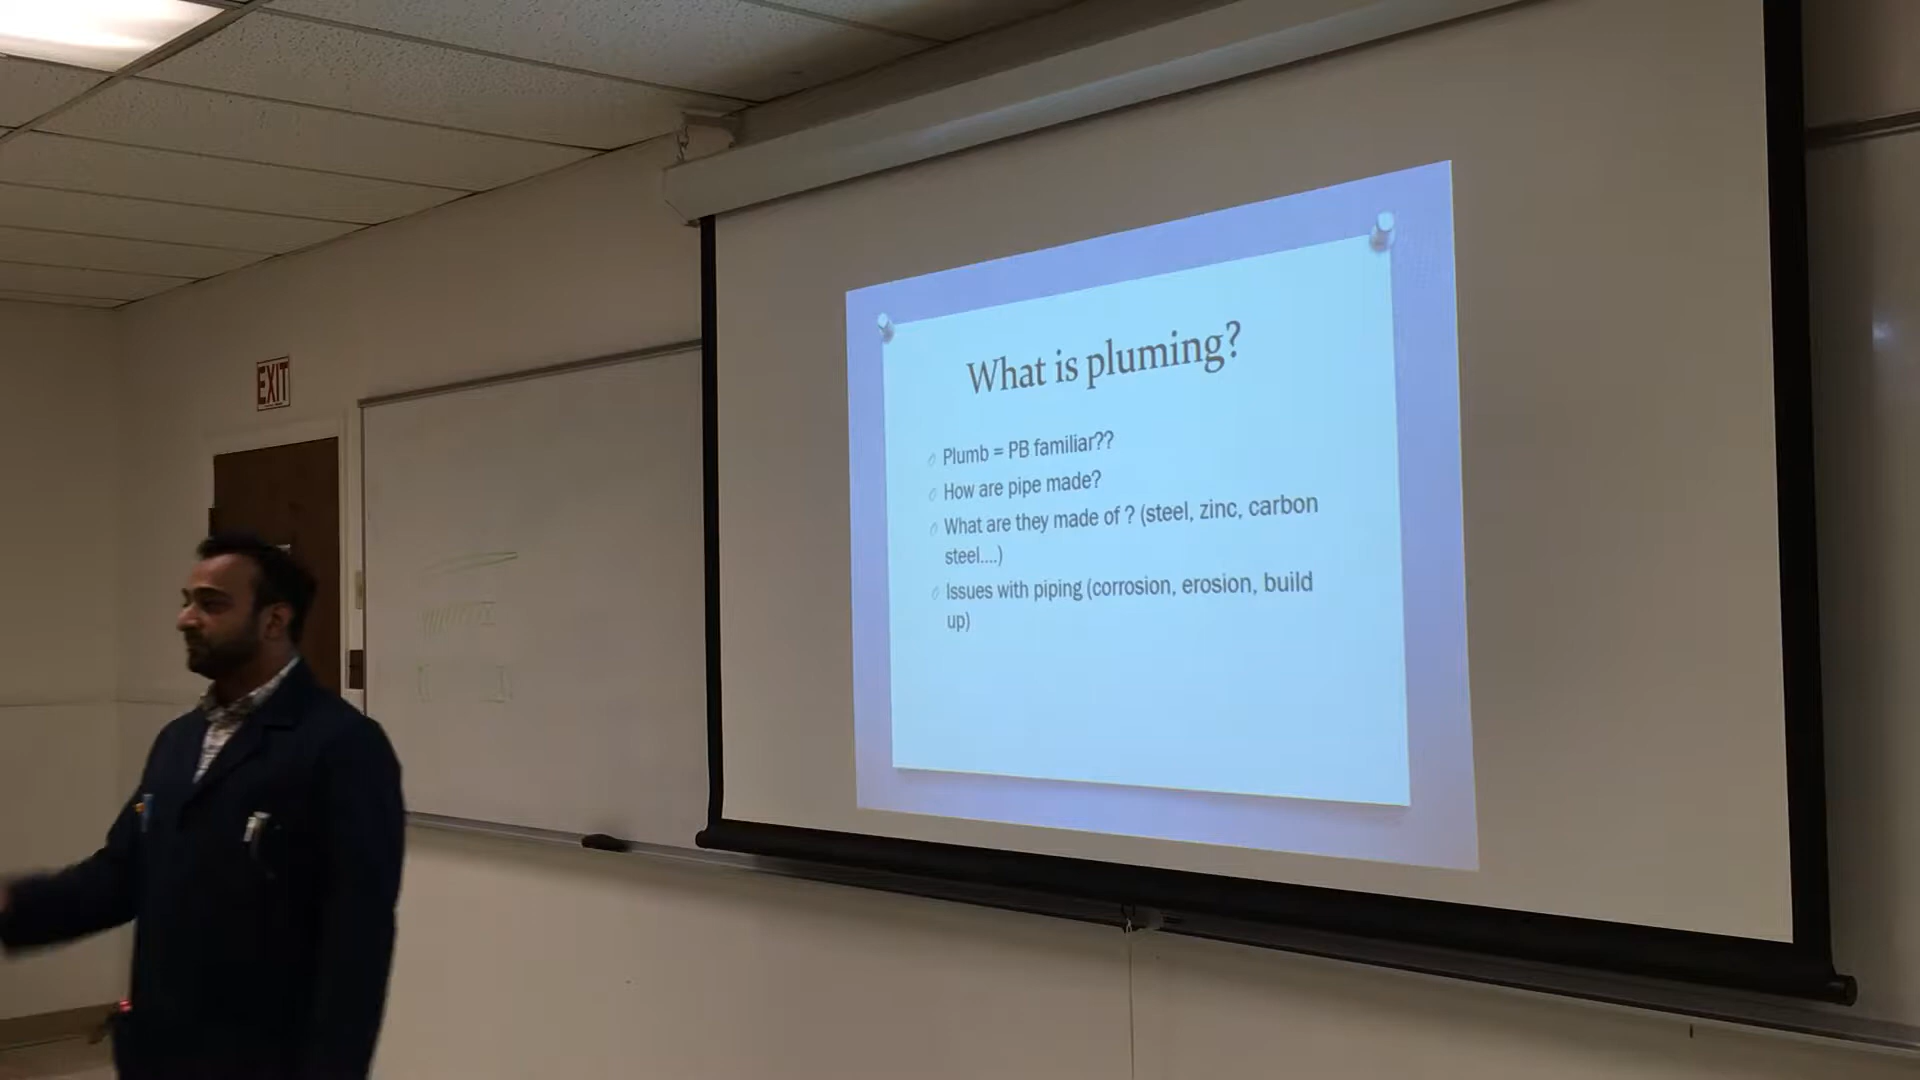 EXIT
What is pluming?
Plumb = PB familiar??
How are pipe made?
What are they made of ? (steel, zinc, carbon
steel....)
Issues with piping (corrosion, erosion, build
up)